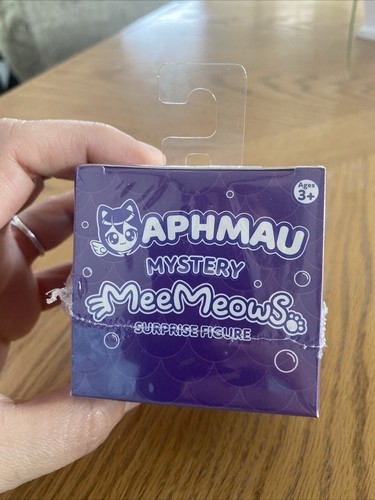 Ages
3+
APHMAU
MYSTERY
MeeMeows
SURPRISE FIGURE